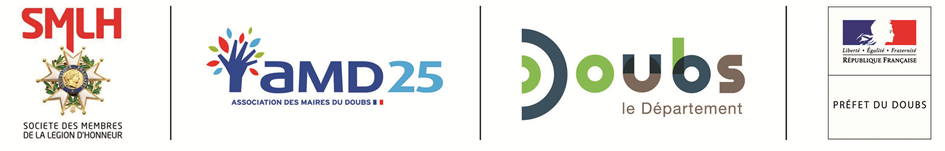 SMLH
SOCIETE DES MEMBRES
DE LA LEGION D'HONNEUR
AMD25
ASSOCIATION DES MAIRES DU DOUBS
Doubs
le Département
Liberté • Égalité • Fraternité
RÉPUBLIQUE FRANÇAISE
PRÉFET DU DOUBS